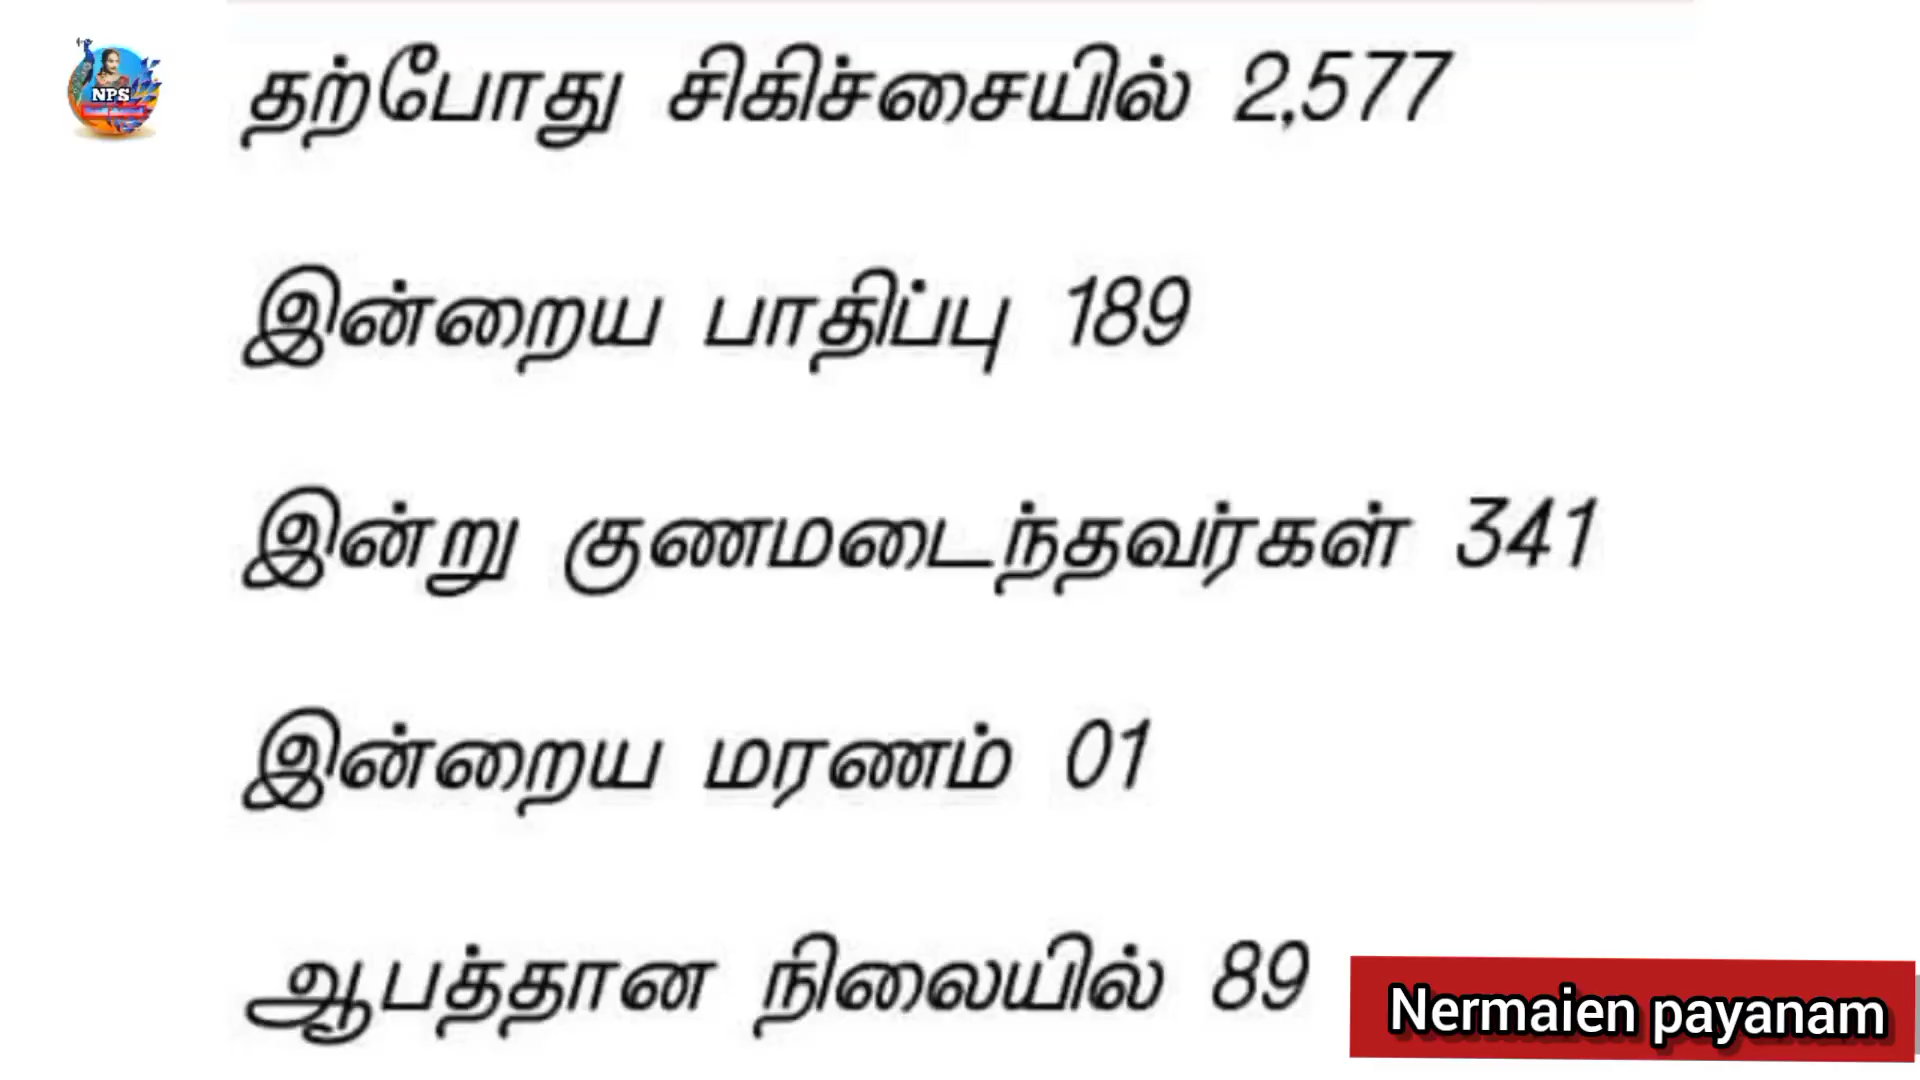 NPS
தற்போது சிகிச்சையில் 2,577
இன்றைய பாதிப்பு 189
இன்று குணமடைந்தவர்கள் 341
இன்றைய மரணம் 01
ஆபத்தான நிலையில் 89
Nermaien payanam